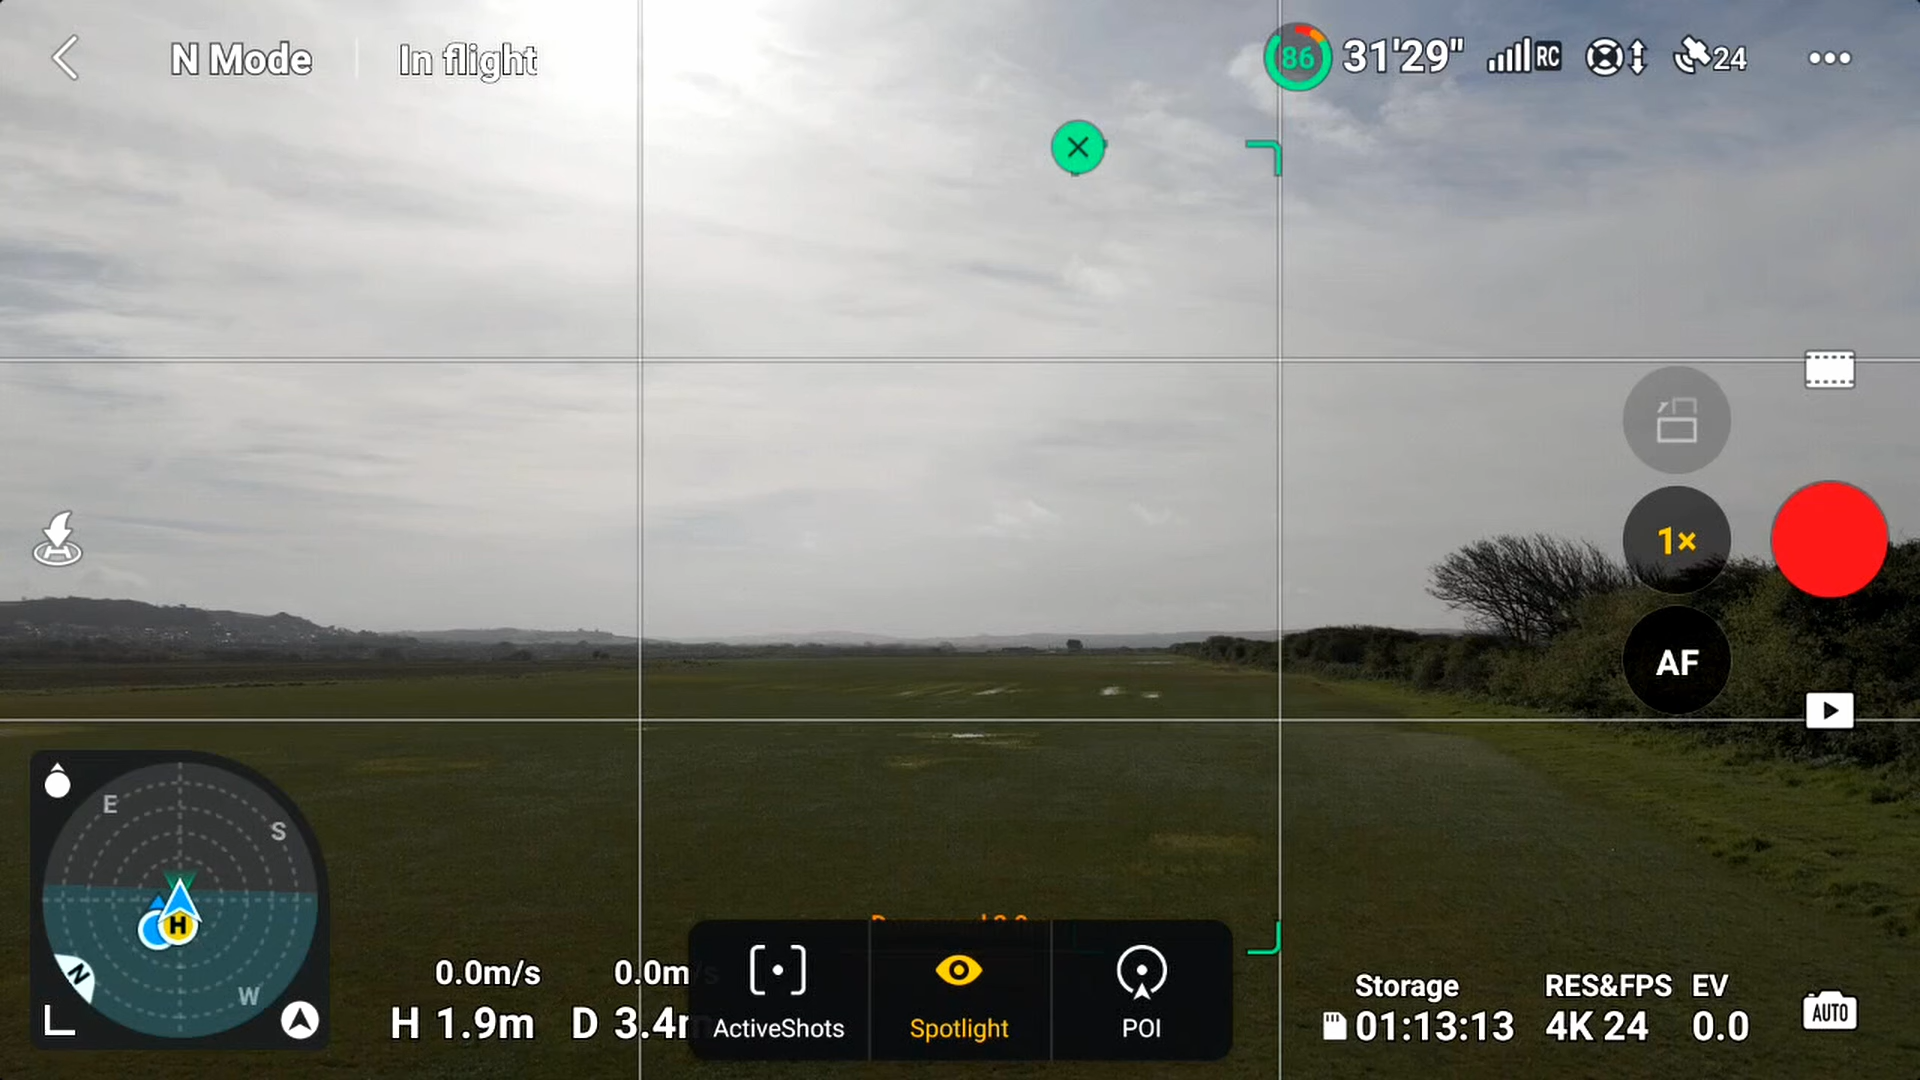 N Mode
In flight
86
31'29"
RC
24
1×
AF
E
S
N
W
H
0.0m/s
0.0m/s
H 1.9m
D 3.4m
ActiveShots
Spotlight
POI
Storage
01:13:13
RES&FPS
4K 24
EV
0.0
AUTO